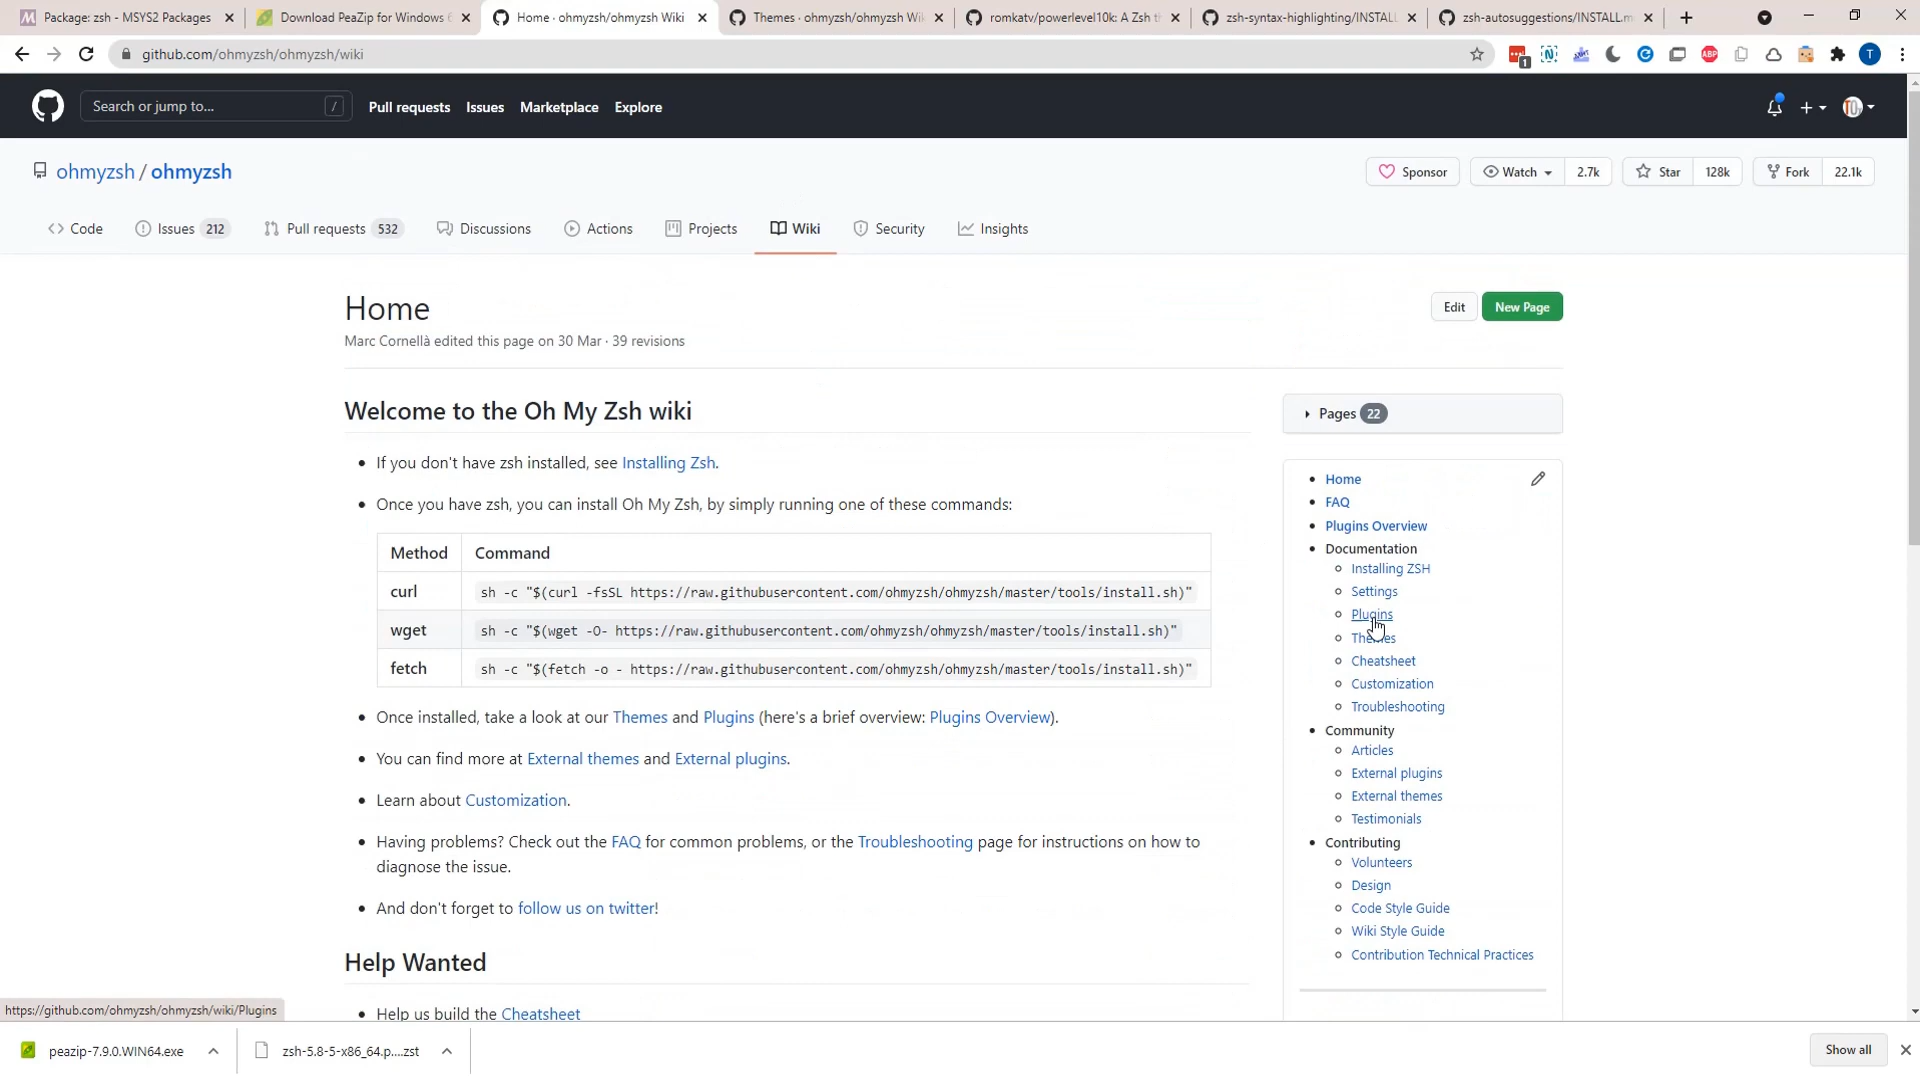 Package: zsh - MSYS2 Packages
Download PeaZip for Windows 6
Home · ohmyzsh/ohmyzsh Wiki
Themes · ohmyzsh/ohmyzsh Wik
romkatv/powerlevel10k: A Zsh t
zsh-syntax-highlighting/INSTALL
zsh-autosuggestions/INSTALL.m
github.com/ohmyzsh/ohmyzsh/wiki
1
ABP
T
Search or jump to... /
Pull requests Issues Marketplace Explore
ohmyzsh / ohmyzsh
Sponsor Watch 2.7k Star 128k Fork 22.1k
Code Issues 212 Pull requests 532 Discussions Actions Projects Wiki Security Insights
Home
Edit New Page
Marc Cornellà edited this page on 30 Mar · 39 revisions
Welcome to the Oh My Zsh wiki
• If you don't have zsh installed, see Installing Zsh.
• Once you have zsh, you can install Oh My Zsh, by simply running one of these commands:
Method Command
curl sh -c "$(curl -fsSL https://raw.githubusercontent.com/ohmyzsh/ohmyzsh/master/tools/install.sh)"
wget sh -c "$(wget -O- https://raw.githubusercontent.com/ohmyzsh/ohmyzsh/master/tools/install.sh)"
fetch sh -c "$(fetch -o - https://raw.githubusercontent.com/ohmyzsh/ohmyzsh/master/tools/install.sh)"
• Once installed, take a look at our Themes and Plugins (here's a brief overview: Plugins Overview).
• You can find more at External themes and External plugins.
• Learn about Customization.
• Having problems? Check out the FAQ for common problems, or the Troubleshooting page for instructions on how to
diagnose the issue.
• And don't forget to follow us on twitter!
Help Wanted
• Help us build the Cheatsheet
Pages 22
Home
FAQ
Plugins Overview
Documentation
Installing ZSH
Settings
Plugins
Themes
Cheatsheet
Customization
Troubleshooting
Community
Articles
External plugins
External themes
Testimonials
Contributing
Volunteers
Design
Code Style Guide
Wiki Style Guide
Contribution Technical Practices
https://github.com/ohmyzsh/ohmyzsh/wiki/Plugins
peazip-7.9.0.WIN64.exe
zsh-5.8-5-x86_64.p....zst
Show all